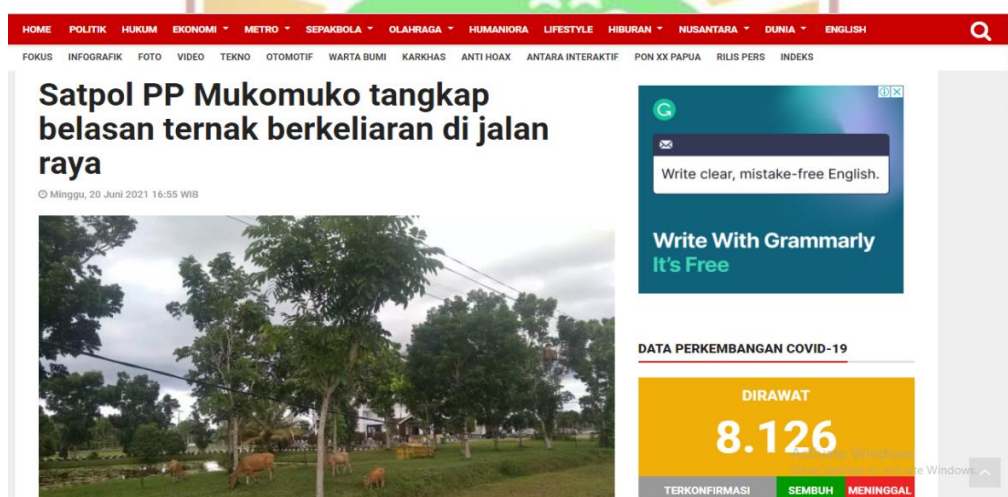 HOME POLITIK HUKUM EKONOMI METRO SEPAKBOLA OLAHRAGA HUMANIORA LIFESTYLE HIBURAN NUSANTARA DUNIA ENGLISH
FOKUS INFOGRAFIK FOTO VIDEO TEKNO OTOMOTIF WARTA BUMI KARKHAS ANTI HOAX ANTARA INTERAKTIF PON XX PAPUA RILIS PERS INDEKS
Satpol PP Mukomuko tangkap
belasan ternak berkeliaran di jalan
raya
Minggu, 20 Juni 2021 16:55 WIB
G
Write clear, mistake-free English.
Write With Grammarly
It's Free
DATA PERKEMBANGAN COVID-19
DIRAWAT
8.126
Windows
Windows.
TERKONFIRMASI SEMBUH MENINGGAL